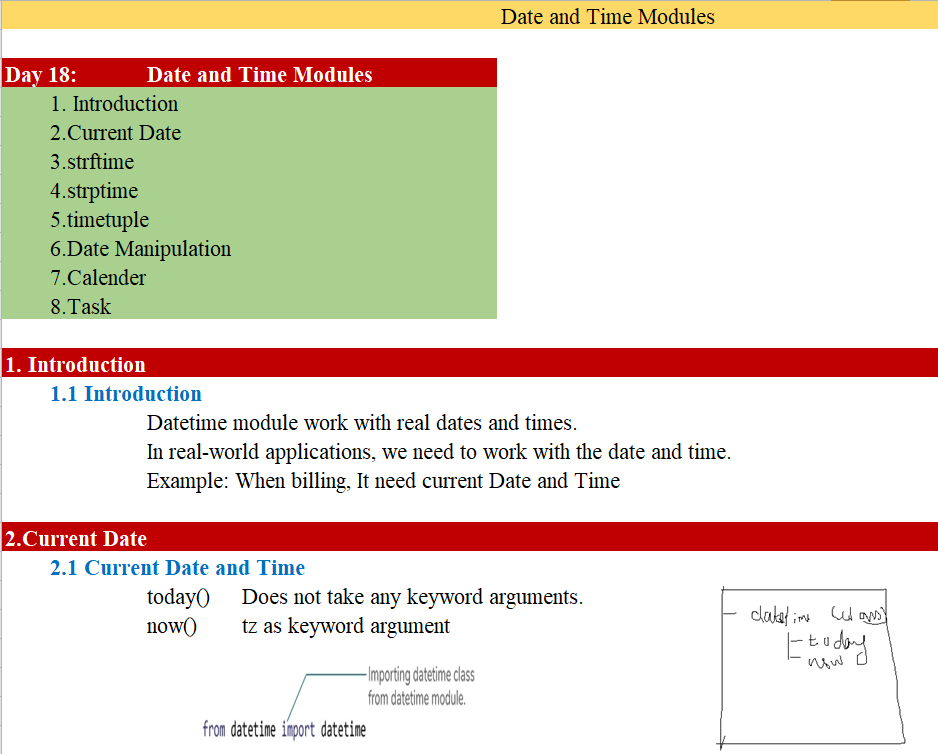 Date and Time Modules
Day 18: Date and Time Modules
1. Introduction
2.Current Date
3.strftime
4.strptime
5.timetuple
6.Date Manipulation
7.Calender
8.Task
1. Introduction
1.1 Introduction
Datetime module work with real dates and times.
In real-world applications, we need to work with the date and time.
Example: When billing, It need current Date and Time
2.Current Date
2.1 Current Date and Time
today() Does not take any keyword arguments.
now() tz as keyword argument
datetime (class)
today
now ()
Importing datetime class
from datetime module.
from datetime import datetime